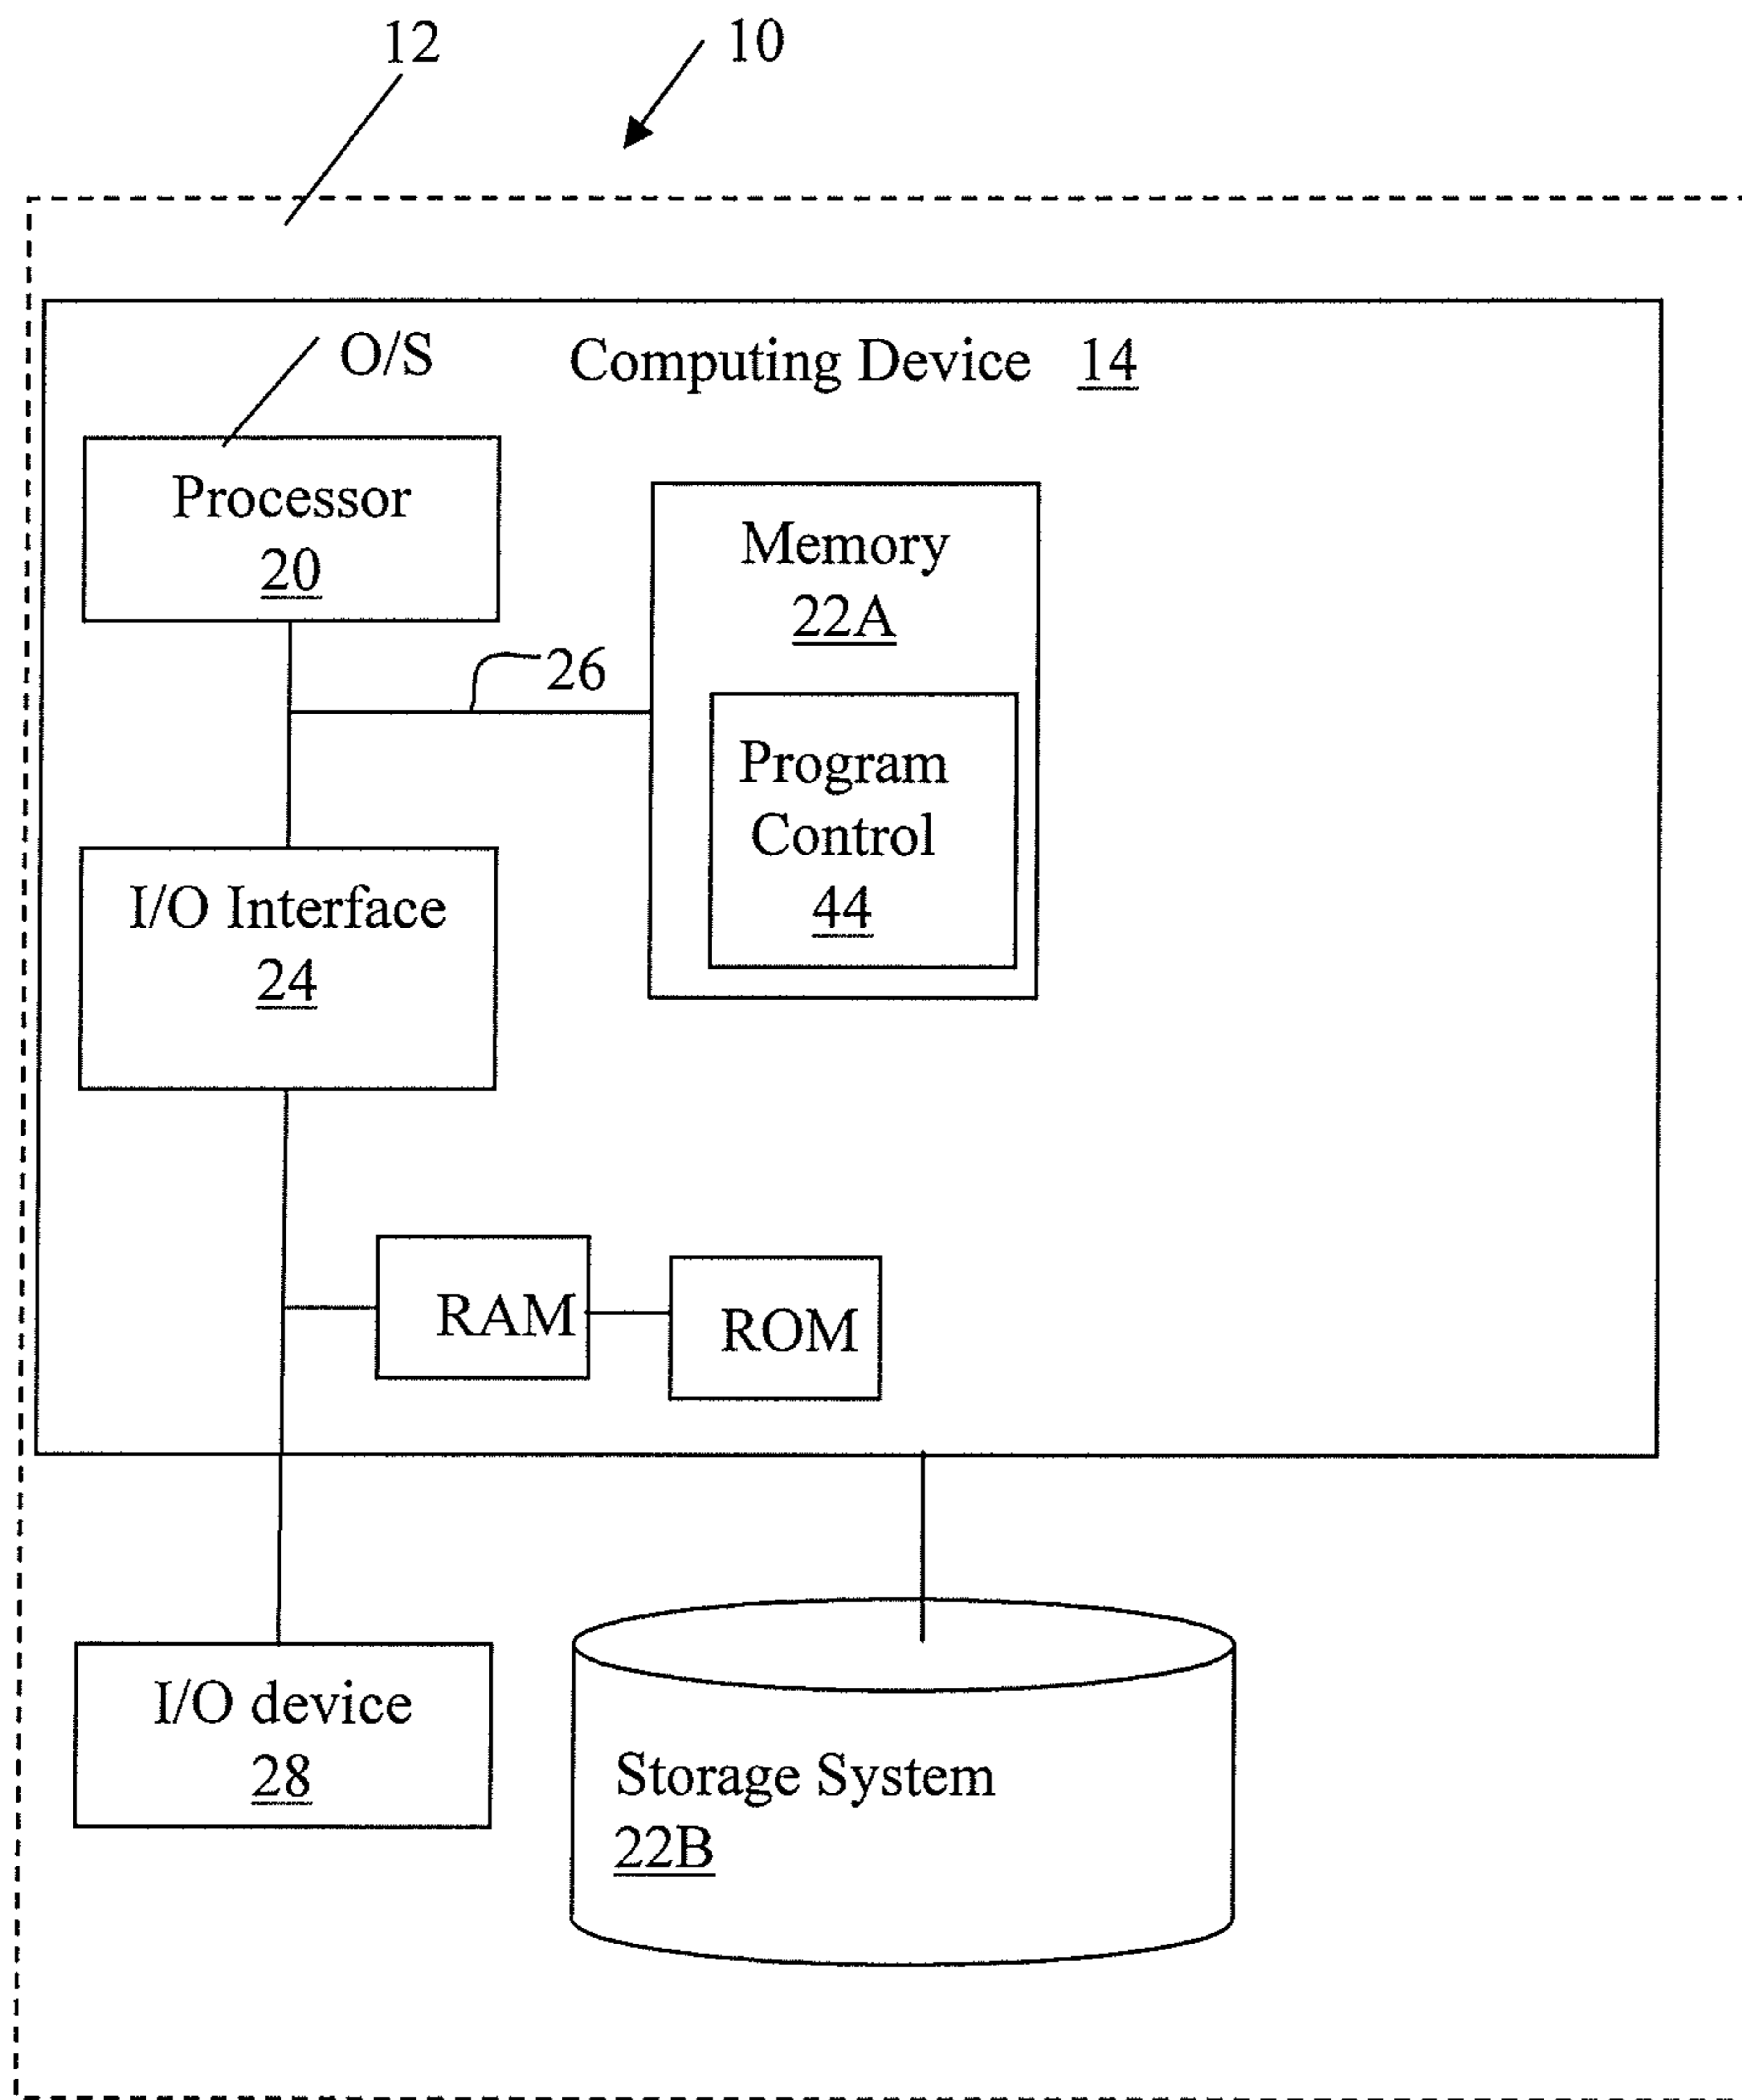 12
10
O/S
Computing Device 14
Processor
20
Memory
22A
26
Program
Control
44
I/O Interface
24
RAM
ROM
I/O device
28
Storage System
22B